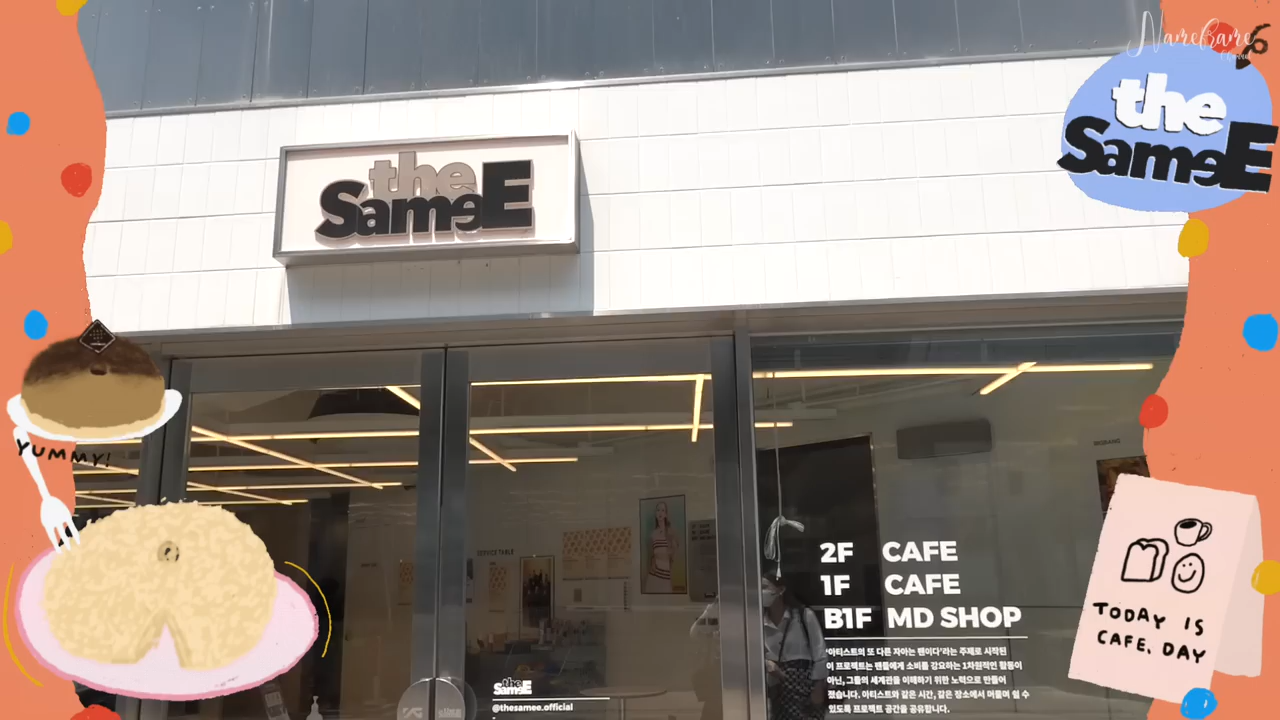 NameBame
the
SameE
the
SameE
YUMMY!
BIGBANG
SERVICE TABLE
2F CAFE
1F CAFE
B1F MD SHOP
'아티스트의 또 다른 자아는 팬이다'라는 주제로 시작된
이 프로젝트는 팬들에게 소비를 강요하는 1차원적인 활동이
아닌, 그들의 세계관을 이해하기 위한 노력으로 만들어
졌습니다. 아티스트와 같은 시간, 같은 장소에서 머물며 쉴 수
있도록 프로젝트 공간을 공유합니다.
the
SameE
@thesamee.official
YG
TODAY IS
CAFE. DAY